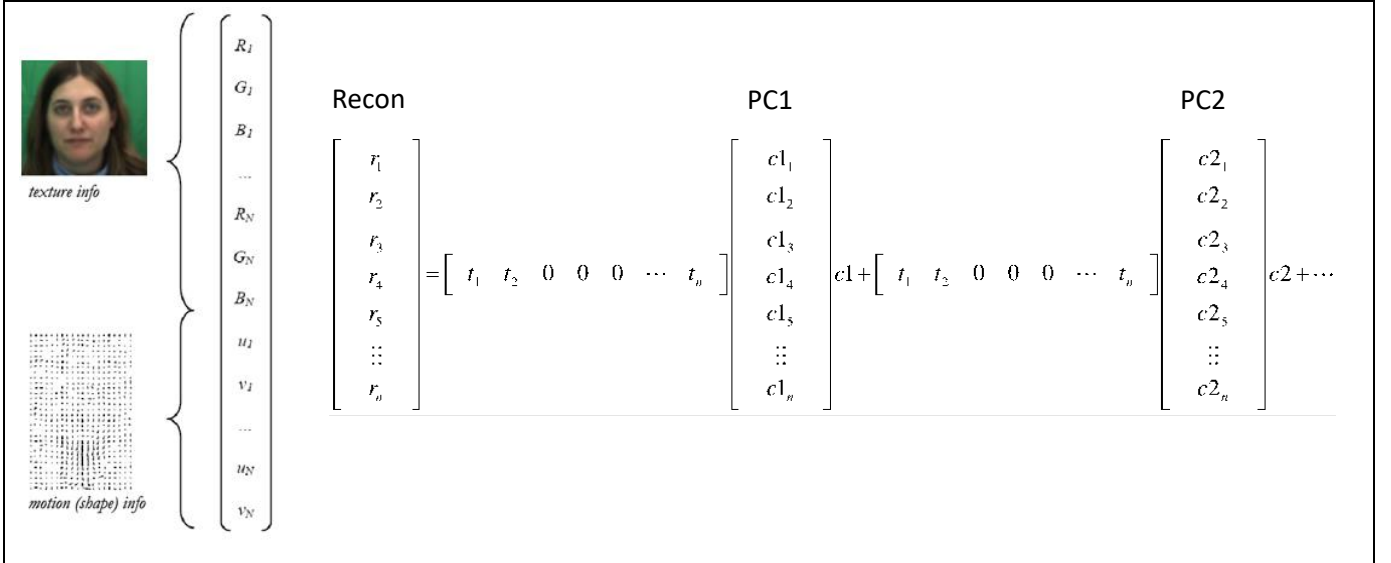 R1
G1
B1
...
RN
GN
BN
u1
v1
...
uN
vN
texture info
motion (shape) info
Recon
PC1
PC2
r1
r2
r3
r4
r5
⋮⋮
rn
= [ t1 t2 0 0 0 ⋯ tn ]
c11
c12
c13
c14
c15
⋮⋮
c1n
c1 + [ t1 t2 0 0 0 ⋯ tn ]
c21
c22
c23
c24
c25
⋮⋮
c2n
c2 + ⋯